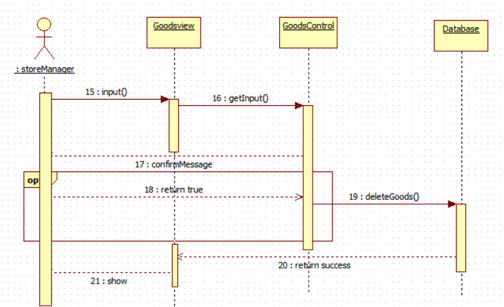 Goodsview
GoodsControl
Database
: storeManager
15 : input()
16 : getInput()
17 : confirmMessage
op
18 : return true
19 : deleteGoods()
20 : return success
21 : show